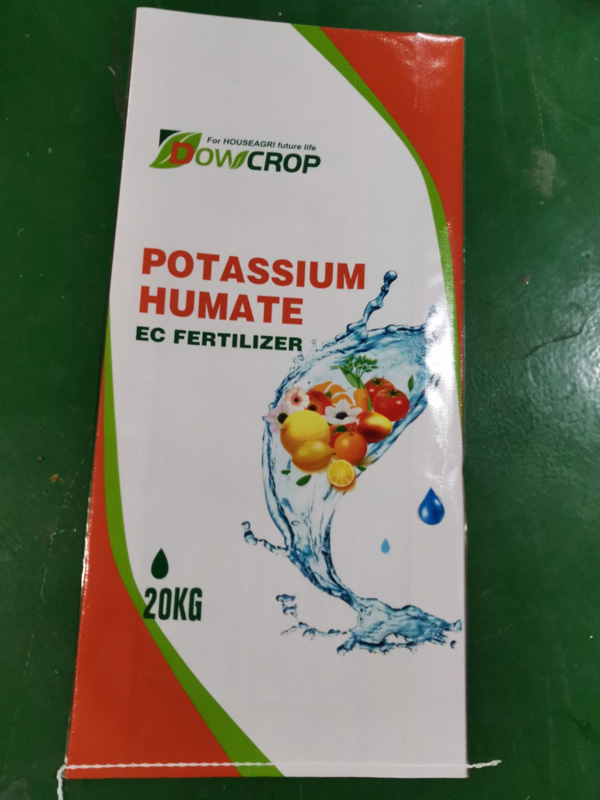 For HOUSEAGRI future life
DOWCROP
POTASSIUM
HUMATE
EC FERTILIZER
20KG